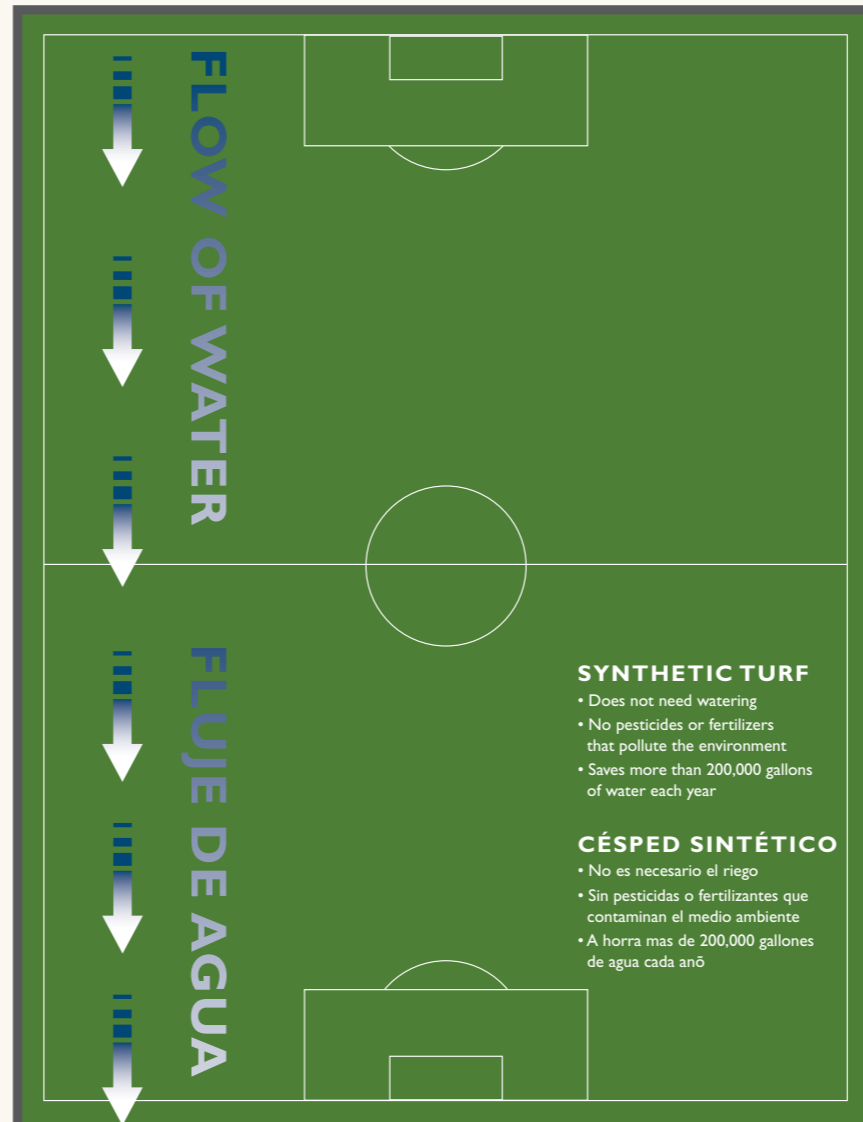 FLOW OF WATER
FLUJE DE AGUA
SYNTHETIC TURF
• Does not need watering
• No pesticides or fertilizers
that pollute the environment
• Saves more than 200,000 gallons
of water each year
CÉSPED SINTÉTICO
• No es necesario el riego
• Sin pesticidas o fertilizantes que
contaminan el medio ambiente
• A horra mas de 200,000 gallones
de agua cada anō